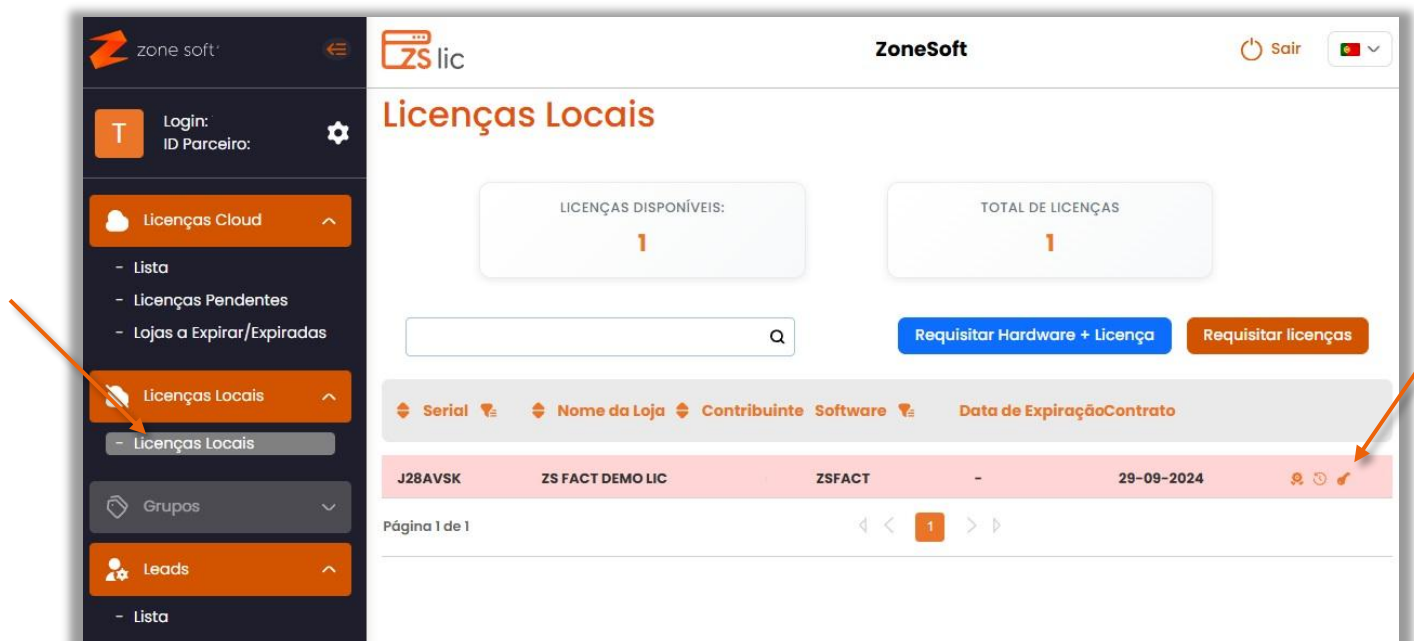 zone soft
T
Login:
ID Parceiro:
Licenças Cloud
- Lista
- Licenças Pendentes
- Lojas a Expirar/Expiradas
Licenças Locais
- Licenças Locais
Grupos
Leads
- Lista
ZS lic
ZoneSoft
Sair
Licenças Locais
LICENÇAS DISPONÍVEIS:
1
TOTAL DE LICENÇAS
1
Requisitar Hardware + Licença Requisitar licenças
Serial Nome da Loja Contribuinte Software Data de ExpiraçãoContrato
J28AVSK ZS FACT DEMO LIC ZSFACT - 29-09-2024
Página 1 de 1 1